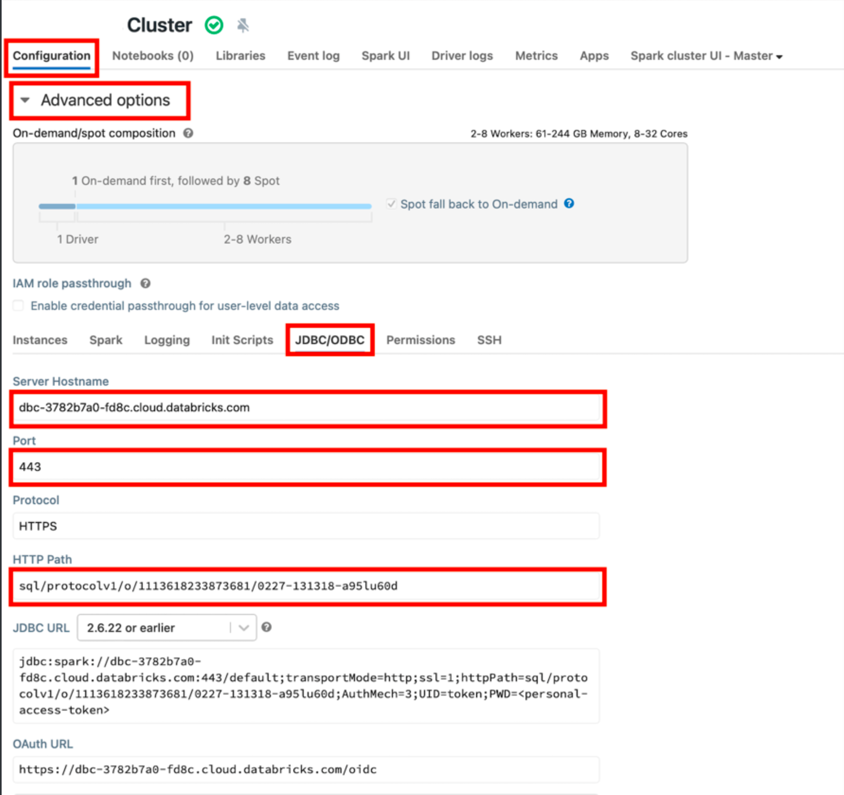 Cluster
Configuration Notebooks (0) Libraries Event log Spark UI Driver logs Metrics Apps Spark cluster UI - Master
Advanced options
On-demand/spot composition
2-8 Workers: 61-244 GB Memory, 8-32 Cores
1 On-demand first, followed by 8 Spot
Spot fall back to On-demand
1 Driver 2-8 Workers
IAM role passthrough
Enable credential passthrough for user-level data access
Instances Spark Logging Init Scripts JDBC/ODBC Permissions SSH
Server Hostname
dbc-3782b7a0-fd8c.cloud.databricks.com
Port
443
Protocol
HTTPS
HTTP Path
sql/protocolv1/o/1113618233873681/0227-131318-a95lu60d
JDBC URL 2.6.22 or earlier
jdbc:spark://dbc-3782b7a0-
fd8c.cloud.databricks.com:443/default;transportMode=http;ssl=1;httpPath=sql/proto
colv1/o/1113618233873681/0227-131318-a95lu60d;AuthMech=3;UID=token;PWD=<personal-
access-token>
OAuth URL
https://dbc-3782b7a0-fd8c.cloud.databricks.com/oidc